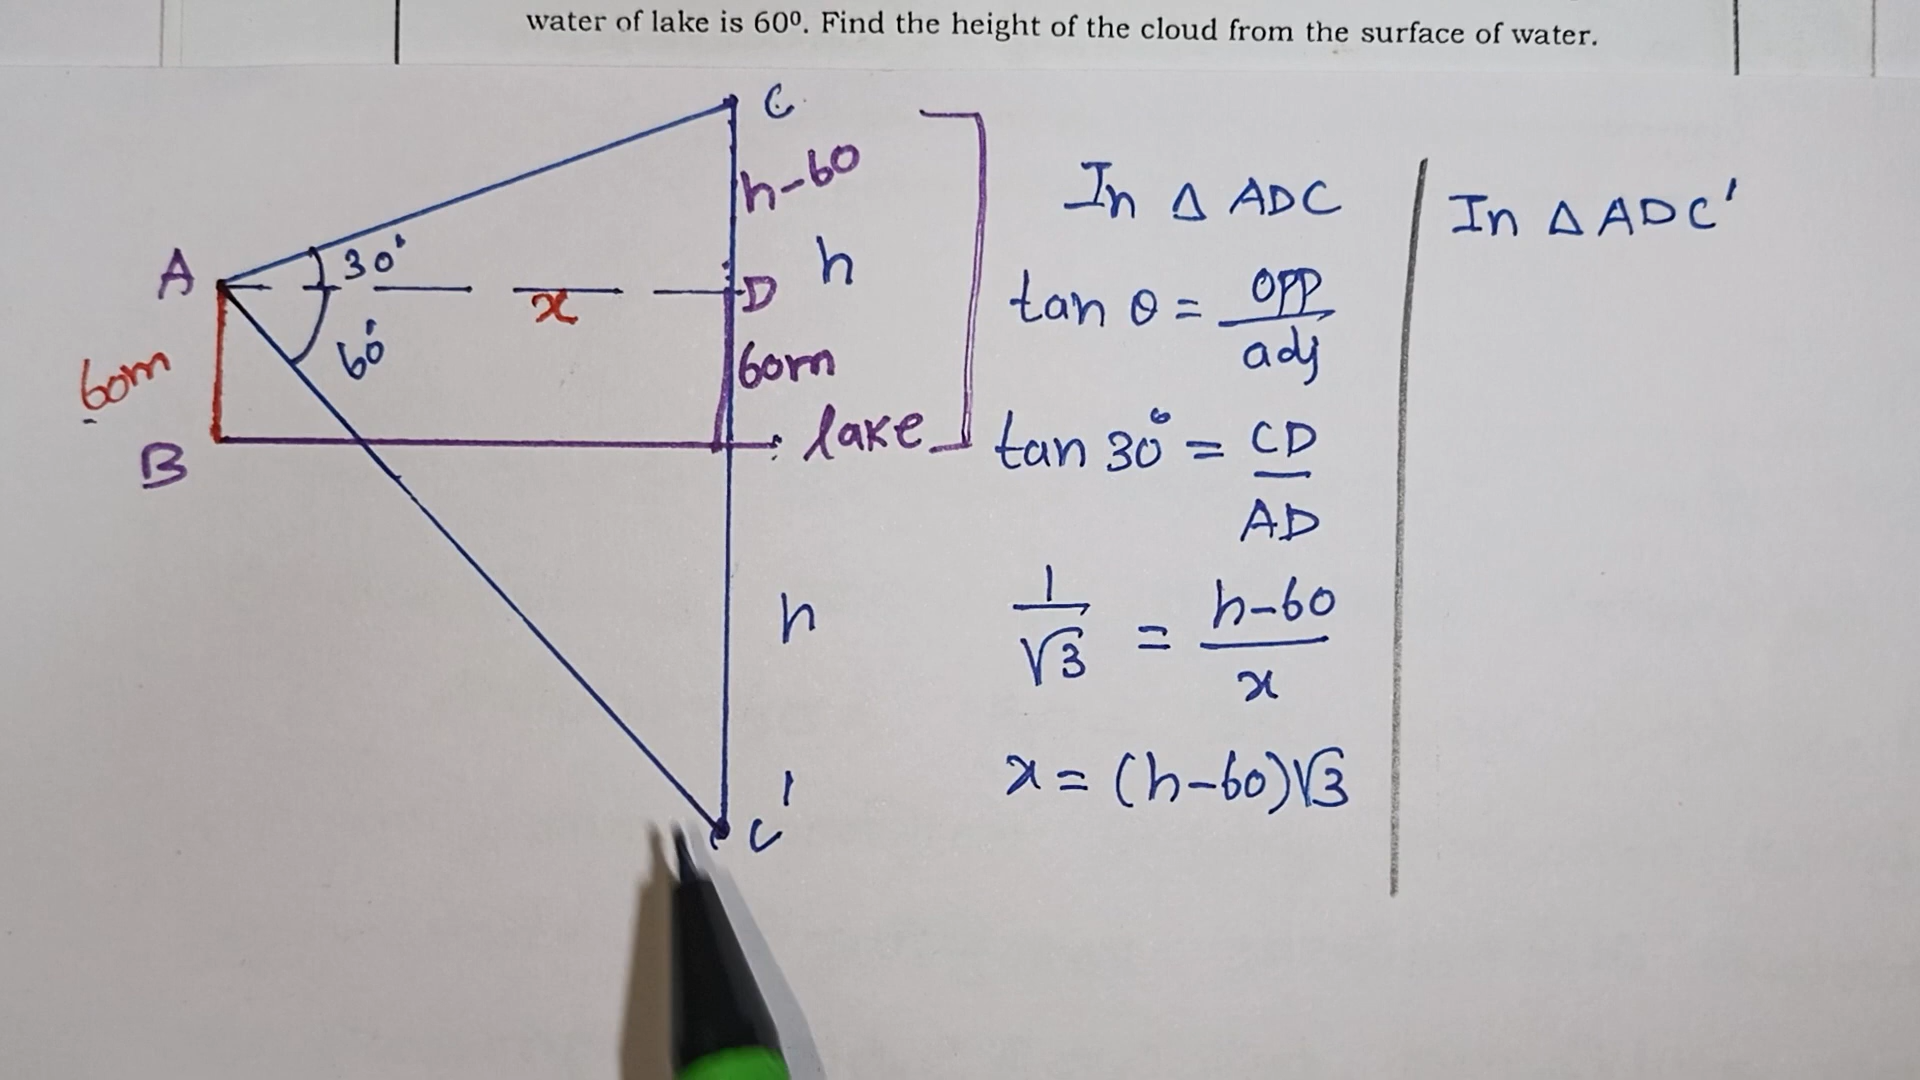 water of lake is 60⁰. Find the height of the cloud from the surface of water.
C
h-60
h
A
30°
x
D
60°
60m
60m
lake
B
h
C'
In Δ ADC
tan θ = opp/adj
tan 30° = CD/AD
1/√3 = h-60/x
x = (h-60)√3
In Δ ADC'